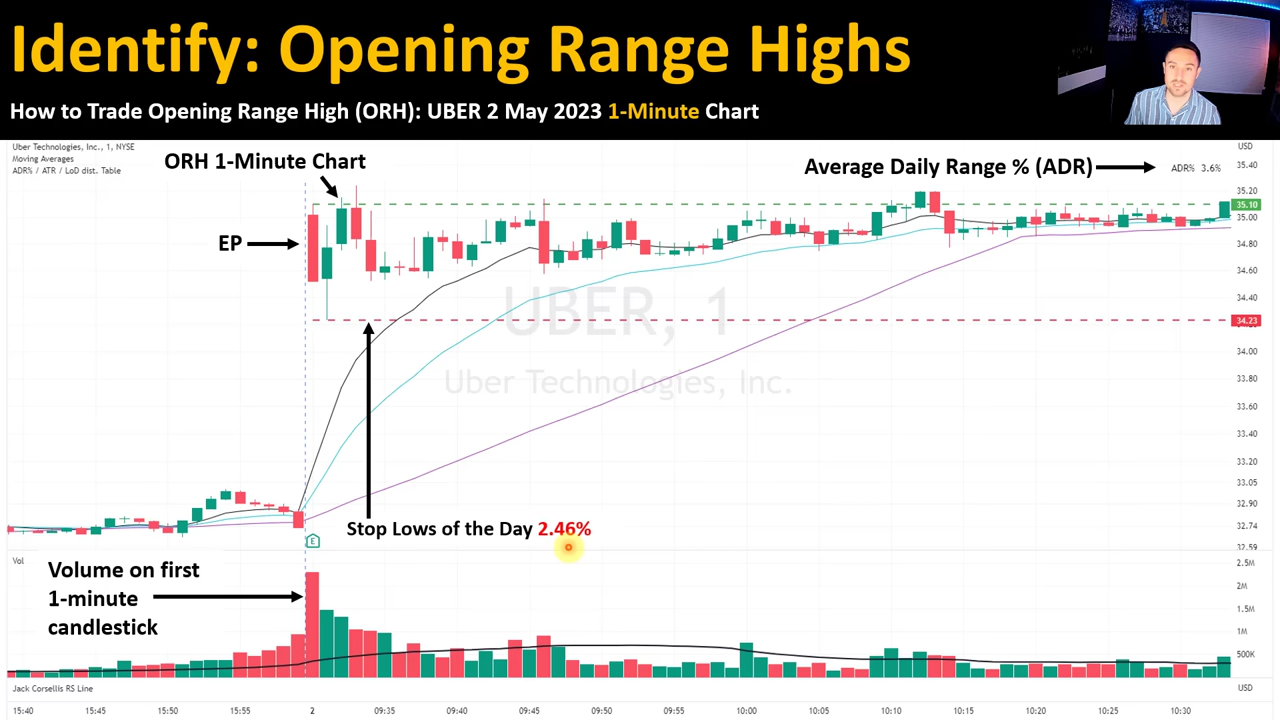 Identify: Opening Range Highs
How to Trade Opening Range High (ORH): UBER 2 May 2023 1-Minute Chart
Uber Technologies, Inc., 1, NYSE
Moving Averages
ADR% / ATR / LoD dist. Table
ORH 1-Minute Chart
Average Daily Range % (ADR)
ADR% 3.6%
USD
35.40
35.20
35.10
35.00
EP
34.80
34.60
34.40
34.23
34.00
33.80
33.60
33.40
33.20
33.05
32.90
32.74
32.59
UBER, 1
Uber Technologies, Inc.
Stop Lows of the Day 2.46%
E
Vol
Volume on first
1-minute
candlestick
2.5M
2M
1.5M
1M
500K
Jack Corsellis RS Line
USD
15:40 15:45 15:50 15:55 2 09:35 09:40 09:45 09:50 09:55 10:00 10:05 10:10 10:15 10:20 10:25 10:30